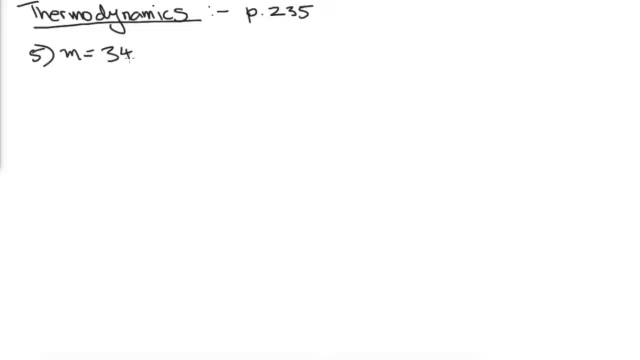 Thermodynamics :- p.235
5) m = 34